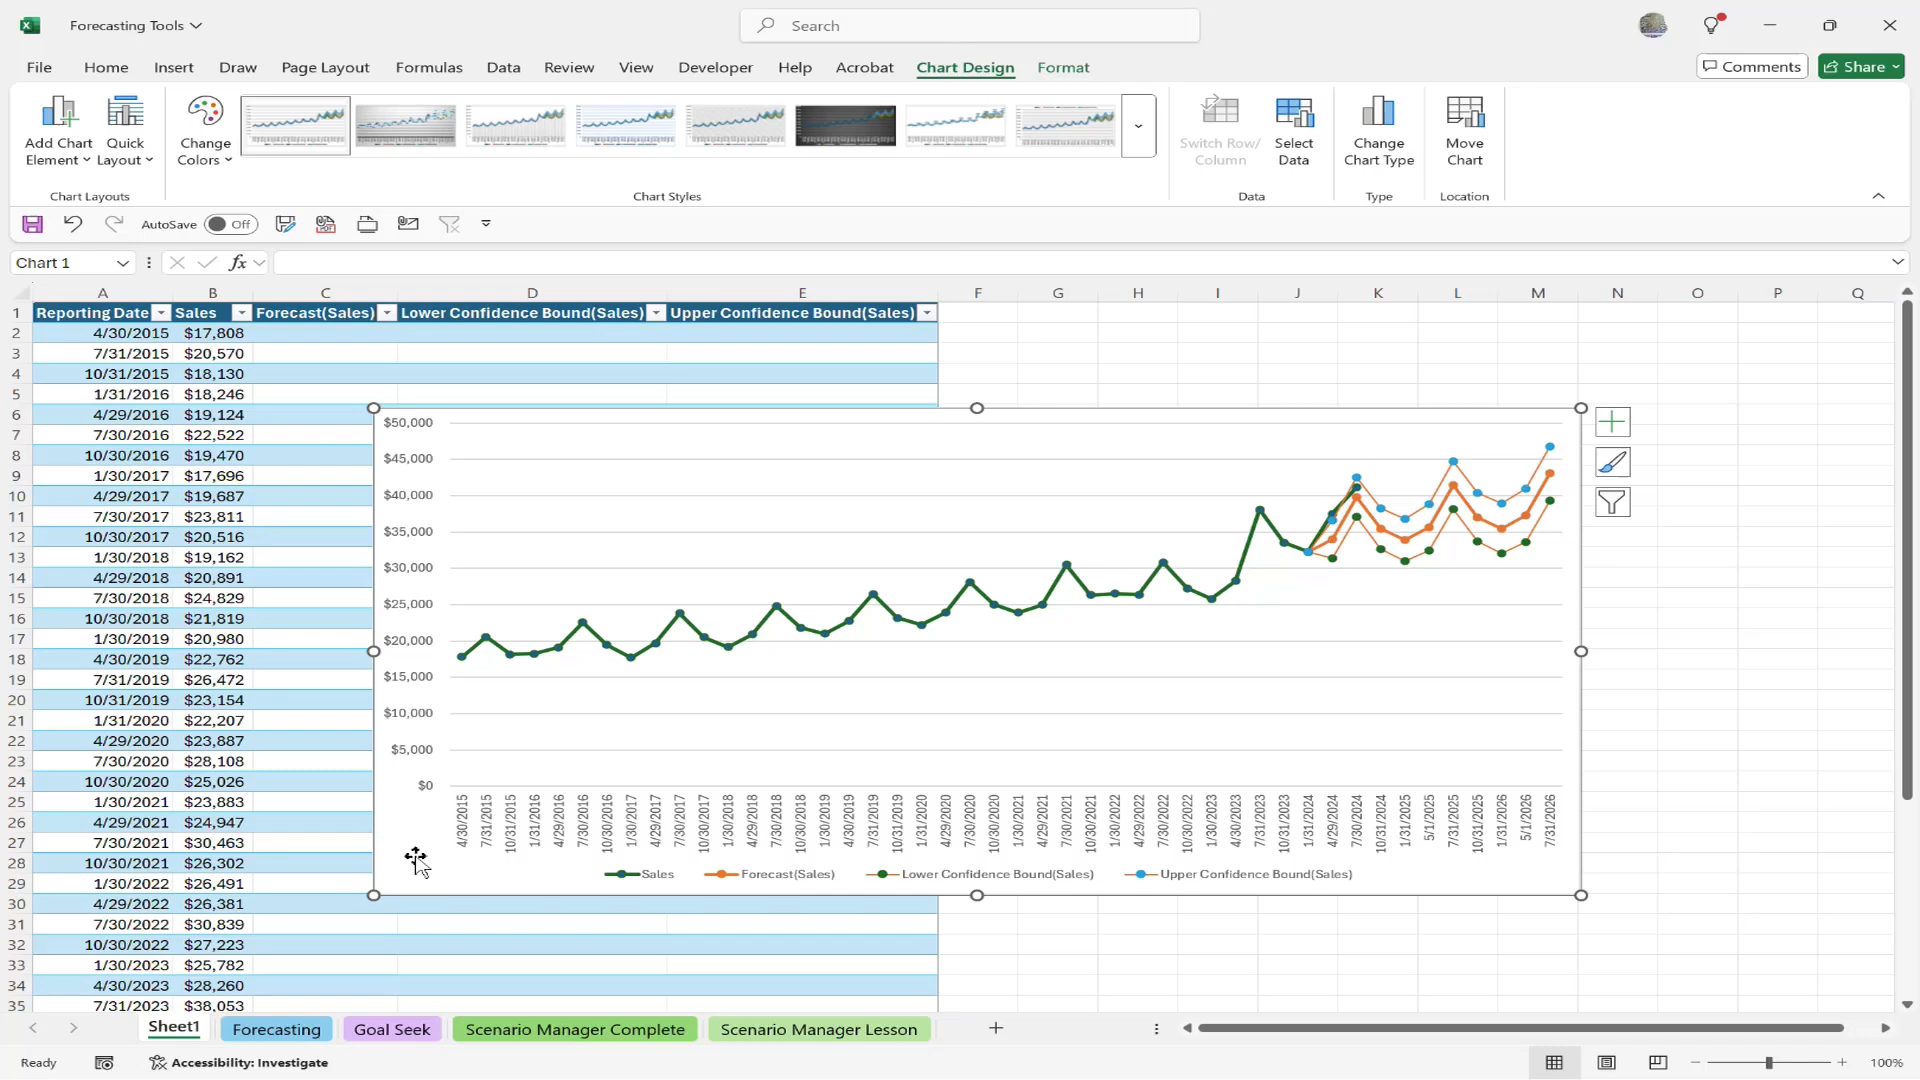 Forecasting Tools
Search
File Home Insert Draw Page Layout Formulas Data Review View Developer Help Acrobat Chart Design Format
Comments Share
Add Chart Element
Quick Layout
Change Colors
Switch Row/ Column
Select Data
Change Chart Type
Move Chart
Chart Layouts Chart Styles Data Type Location
AutoSave Off
Chart 1 fx
A B C D E F G H I J K L M N O P Q
1 Reporting Date Sales Forecast(Sales) Lower Confidence Bound(Sales) Upper Confidence Bound(Sales)
2 4/30/2015 $17,808
3 7/31/2015 $20,570
4 10/31/2015 $18,130
5 1/31/2016 $18,246
6 4/29/2016 $19,124
7 7/30/2016 $22,522
8 10/30/2016 $19,470
9 1/30/2017 $17,696
10 4/29/2017 $19,687
11 7/30/2017 $23,811
12 10/30/2017 $20,516
13 1/30/2018 $19,162
14 4/29/2018 $20,891
15 7/30/2018 $24,829
16 10/30/2018 $21,819
17 1/30/2019 $20,980
18 4/30/2019 $22,762
19 7/31/2019 $26,472
20 10/31/2019 $23,154
21 1/31/2020 $22,207
22 4/29/2020 $23,887
23 7/30/2020 $28,108
24 10/30/2020 $25,026
25 1/30/2021 $23,883
26 4/29/2021 $24,947
27 7/30/2021 $30,463
28 10/30/2021 $26,302
29 1/30/2022 $26,491
30 4/29/2022 $26,381
31 7/30/2022 $30,839
32 10/30/2022 $27,223
33 1/30/2023 $25,782
34 4/30/2023 $28,260
35 7/31/2023 $38,053
$50,000
$45,000
$40,000
$35,000
$30,000
$25,000
$20,000
$15,000
$10,000
$5,000
$0
4/30/2015 7/31/2015 10/31/2015 1/31/2016 4/29/2016 7/30/2016 10/30/2016 1/30/2017 4/29/2017 7/30/2017 10/30/2017 1/30/2018 4/29/2018 7/30/2018 10/30/2018 1/30/2019 4/30/2019 7/31/2019 10/31/2019 1/31/2020 4/29/2020 7/30/2020 10/30/2020 1/30/2021 4/29/2021 7/30/2021 10/30/2021 1/30/2022 4/29/2022 7/30/2022 10/30/2022 1/30/2023 4/30/2023 7/31/2023 10/31/2023 1/31/2024 4/29/2024 7/30/2024 10/31/2024 1/31/2025 5/1/2025 7/31/2025 10/31/2025 1/31/2026 5/1/2026 7/31/2026
Sales Forecast(Sales) Lower Confidence Bound(Sales) Upper Confidence Bound(Sales)
Sheet1 Forecasting Goal Seek Scenario Manager Complete Scenario Manager Lesson
Ready Accessibility: Investigate 100%